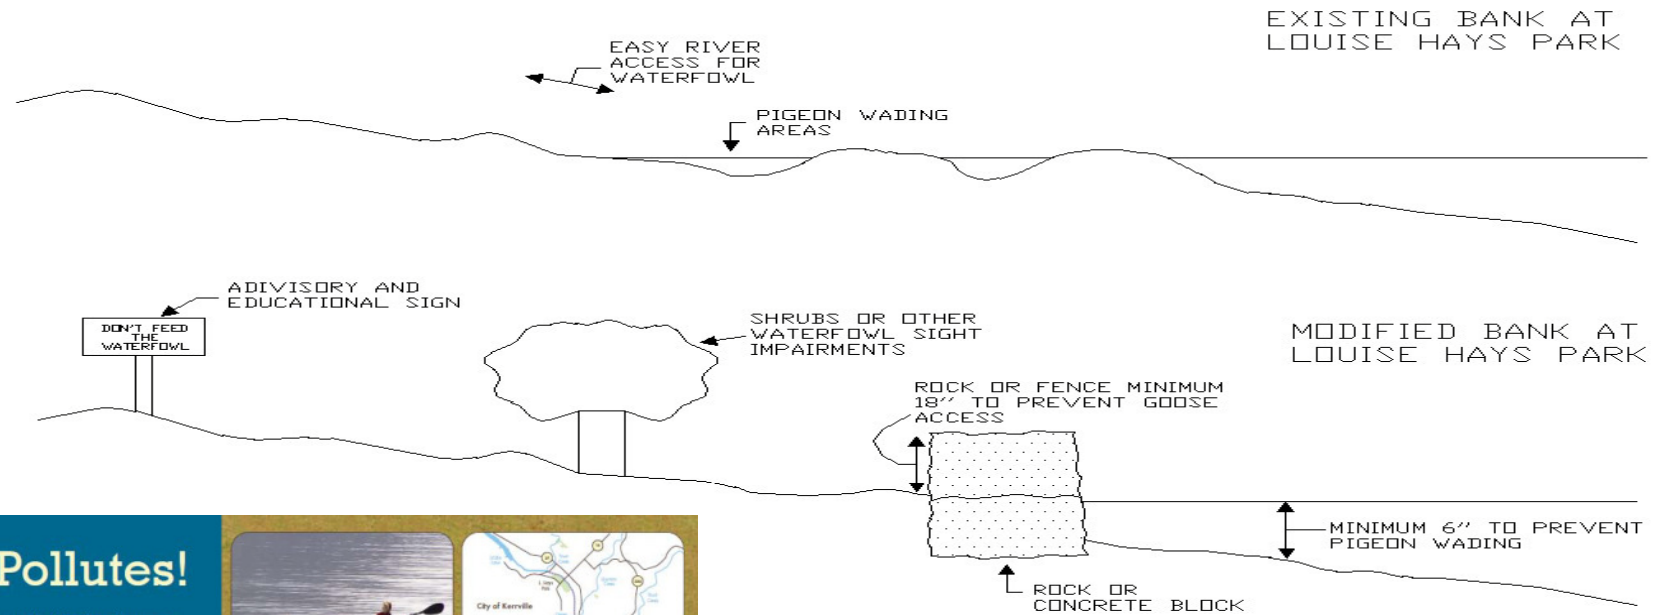 EXISTING BANK AT
LOUISE HAYS PARK
EASY RIVER
ACCESS FOR
WATERFOWL
PIGEON WADING
AREAS
ADIVISORY AND
EDUCATIONAL SIGN
DON'T FEED
THE
WATERFOWL
SHRUBS OR OTHER
WATERFOWL SIGHT
IMPAIRMENTS
MODIFIED BANK AT
LOUISE HAYS PARK
ROCK OR FENCE MINIMUM
18" TO PREVENT GOOSE
ACCESS
MINIMUM 6" TO PREVENT
PIGEON WADING
ROCK OR
CONCRETE BLOCK
Pollutes!
City of Kerrville